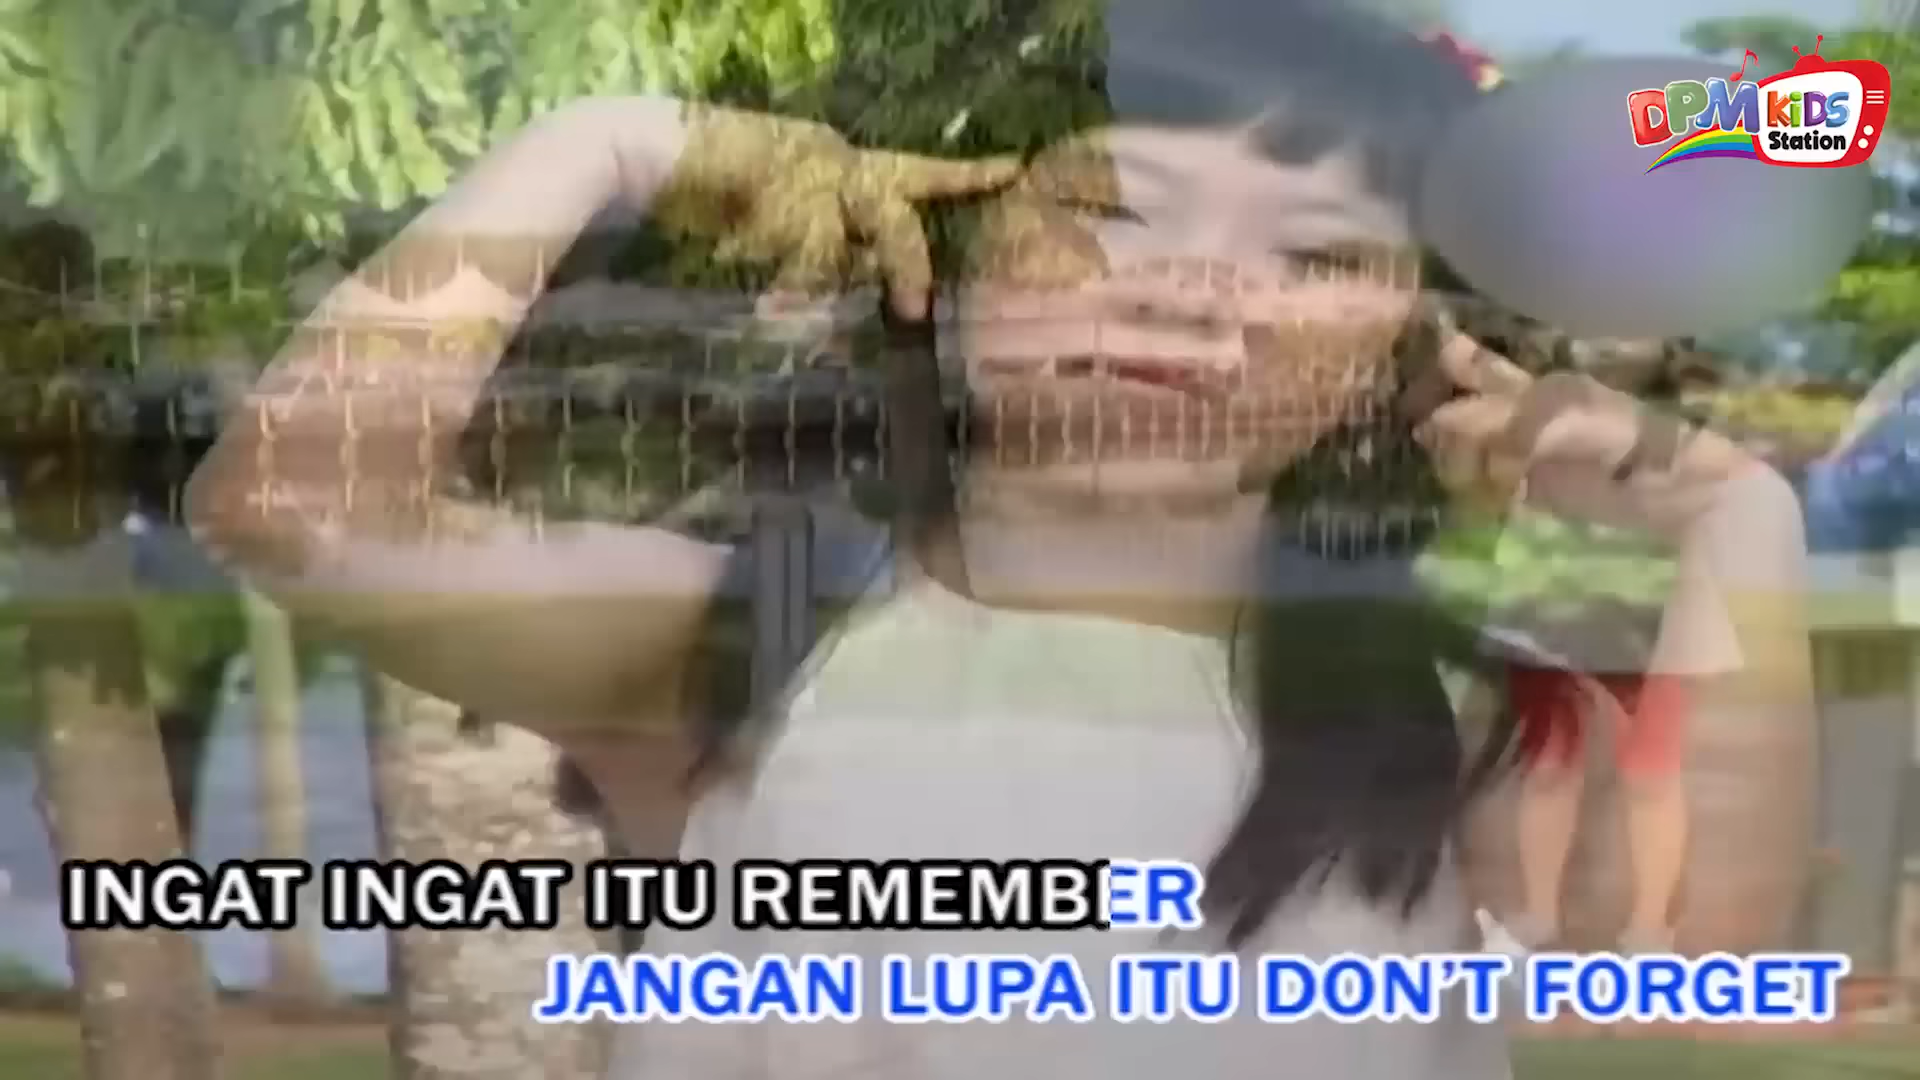 DPM KiDS
Station
INGAT INGAT ITU REMEMBER
JANGAN LUPA ITU DON'T FORGET